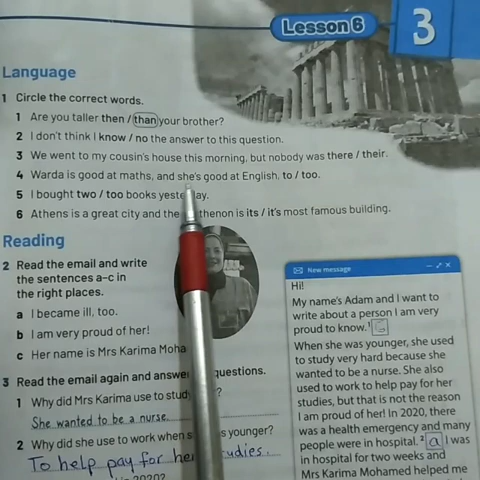 Lesson 6
3
Language
1 Circle the correct words.
1 Are you taller then / than your brother?
2 I don't think I know / no the answer to this question.
3 We went to my cousin's house this morning, but nobody was there / their.
4 Warda is good at maths, and she's good at English, to / too.
5 I bought two / too books yeste ay.
6 Athens is a great city and the thenon is its / it's most famous building.
Reading
2 Read the email and write
the sentences a–c in
the right places.
a I became ill, too.
b I am very proud of her!
c Her name is Mrs Karima Moha
3 Read the email again and answe questions.
1 Why did Mrs Karima use to stud ?
She wanted to be a nurse.
2 Why did she use to work when s s younger?
To help pay for her udies.
2020?
New message
Hi!
My name's Adam and I want to
write about a person I am very
proud to know. ¹ c
When she was younger, she used
to study very hard because she
wanted to be a nurse. She also
used to work to help pay for her
studies, but that is not the reason
I am proud of her! In 2020, there
was a health emergency and many
people were in hospital. ² a I was
in hospital for two weeks and
Mrs Karima Mohamed helped me